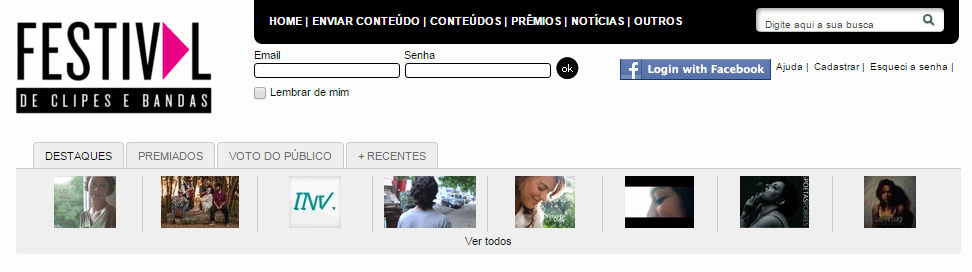 FESTIVAL
DE CLIPES E BANDAS
HOME | ENVIAR CONTEÚDO | CONTEÚDOS | PRÊMIOS | NOTÍCIAS | OUTROS
Digite aqui a sua busca
Email
Senha
ok
Login with Facebook
Ajuda | Cadastrar | Esqueci a senha |
Lembrar de mim
DESTAQUES
PREMIADOS
VOTO DO PÚBLICO
+ RECENTES
INV.
Ver todos